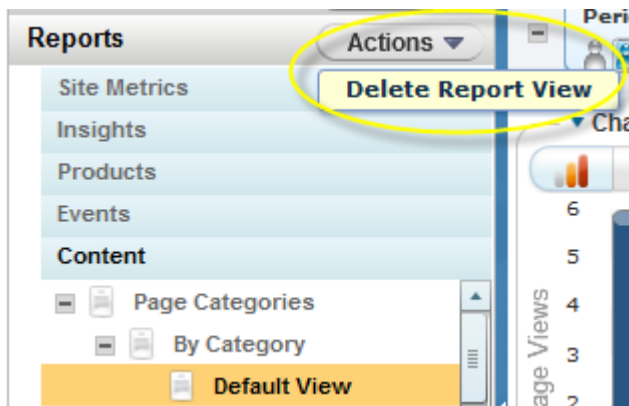 Reports
Actions
Delete Report View
Site Metrics
Insights
Products
Events
Content
Page Categories
By Category
Default View
6
5
4
3
2
Views